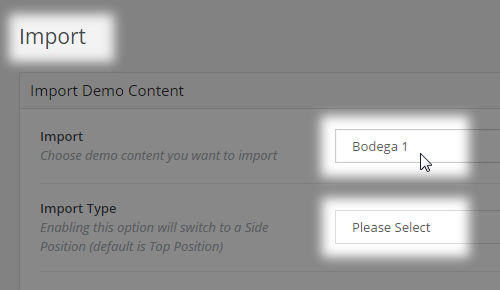 Import
Import Demo Content
Import
Choose demo content you want to import
Bodega 1
Import Type
Enabling this option will switch to a Side
Position (default is Top Position)
Please Select